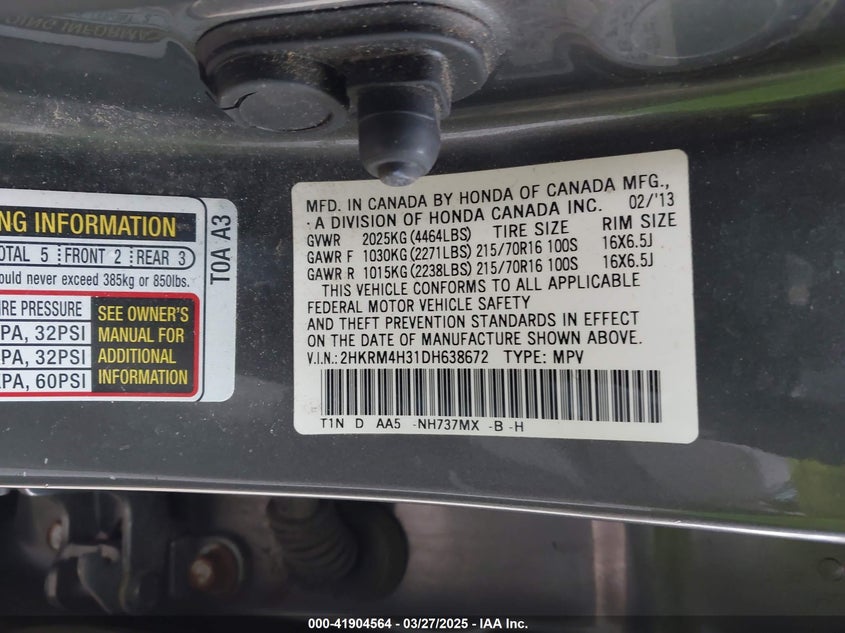 NG INFORMATION
OTAL 5 FRONT 2 REAR 3
ould never exceed 385kg or 850lbs.
IRE PRESSURE
PA, 32PSI
PA, 32PSI
KPA, 60PSI
SEE OWNER'S
MANUAL FOR
ADDITIONAL
INFORMATION
T0A A3
MFD. IN CANADA BY HONDA OF CANADA MFG.,
A DIVISION OF HONDA CANADA INC. 02/'13
GVWR 2025KG (4464LBS) TIRE SIZE RIM SIZE
GAWR F 1030KG (2271LBS) 215/70R16 100S 16X6.5J
GAWR R 1015KG (2238LBS) 215/70R16 100S 16X6.5J
THIS VEHICLE CONFORMS TO ALL APPLICABLE
FEDERAL MOTOR VEHICLE SAFETY
AND THEFT PREVENTION STANDARDS IN EFFECT
ON THE DATE OF MANUFACTURE SHOWN ABOVE.
V.I.N.: 2HKRM4H31DH638672 TYPE: MPV
T1N D AA5 -NH737MX -B -H
000-41904564 - 03/27/2025 - IAA Inc.